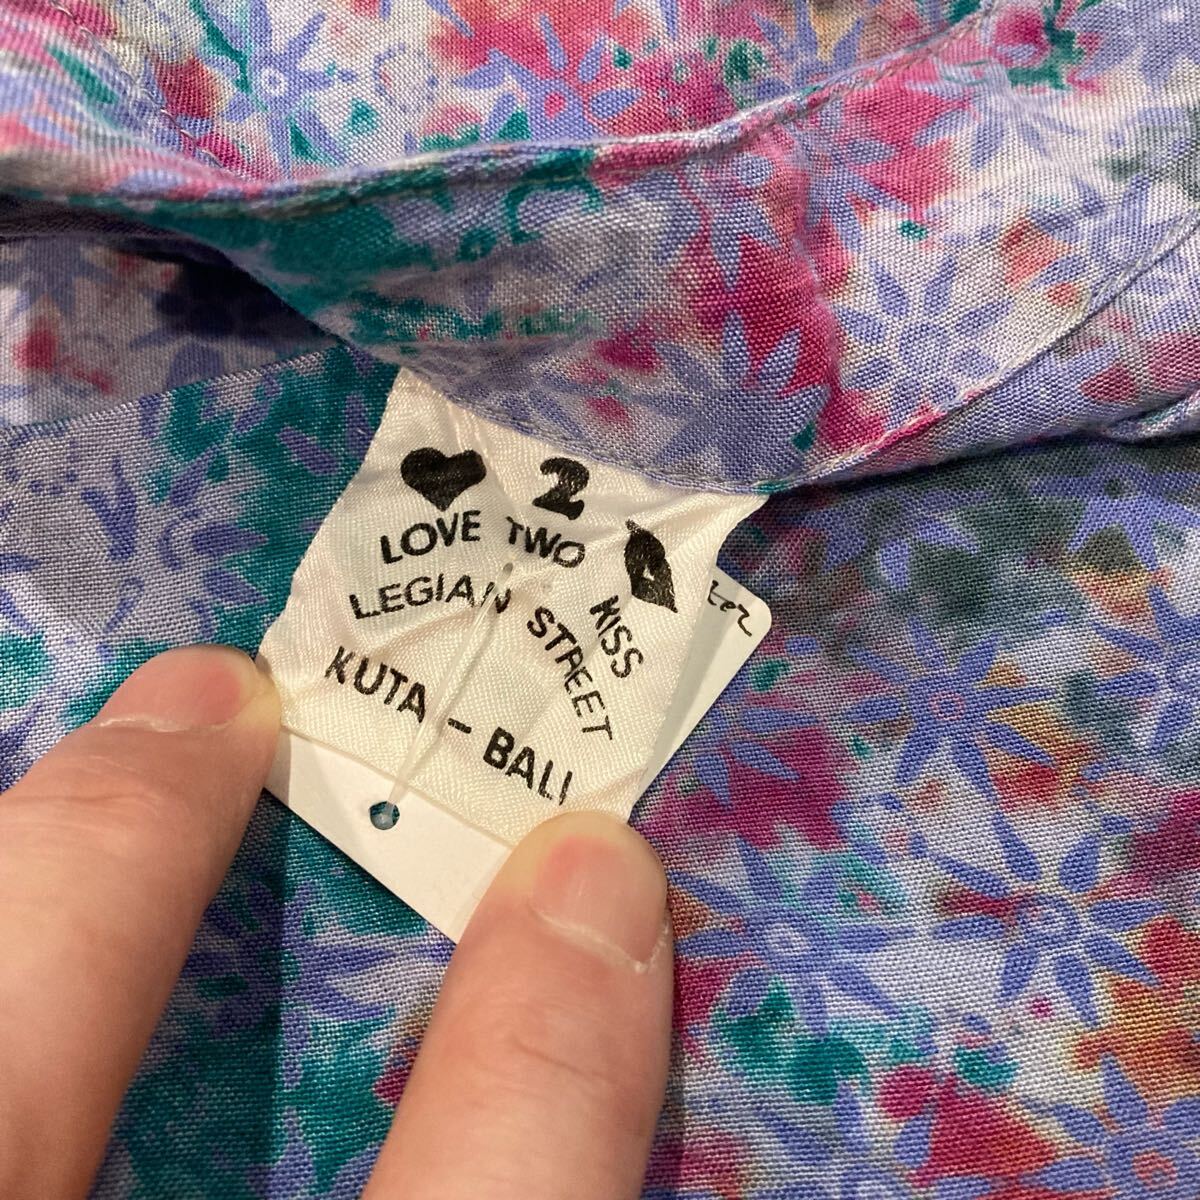 2
LOVE TWO KISS
LEGIAN STREET
KUTA - BALI